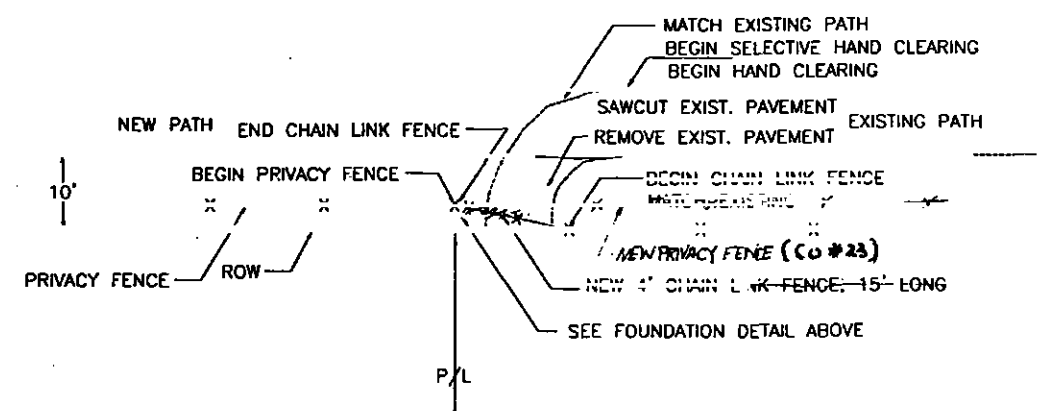 MATCH EXISTING PATH
BEGIN SELECTIVE HAND CLEARING
BEGIN HAND CLEARING
SAWCUT EXIST. PAVEMENT
NEW PATH
END CHAIN LINK FENCE
EXISTING PATH
REMOVE EXIST. PAVEMENT
BEGIN PRIVACY FENCE
BEGIN CHAIN LINK FENCE
10'
MATCH EXISTING
NEW PRIVACY FENCE (CO #23)
PRIVACY FENCE
ROW
NEW 4' CHAIN LINK FENCE, 15' LONG
SEE FOUNDATION DETAIL ABOVE
P/L